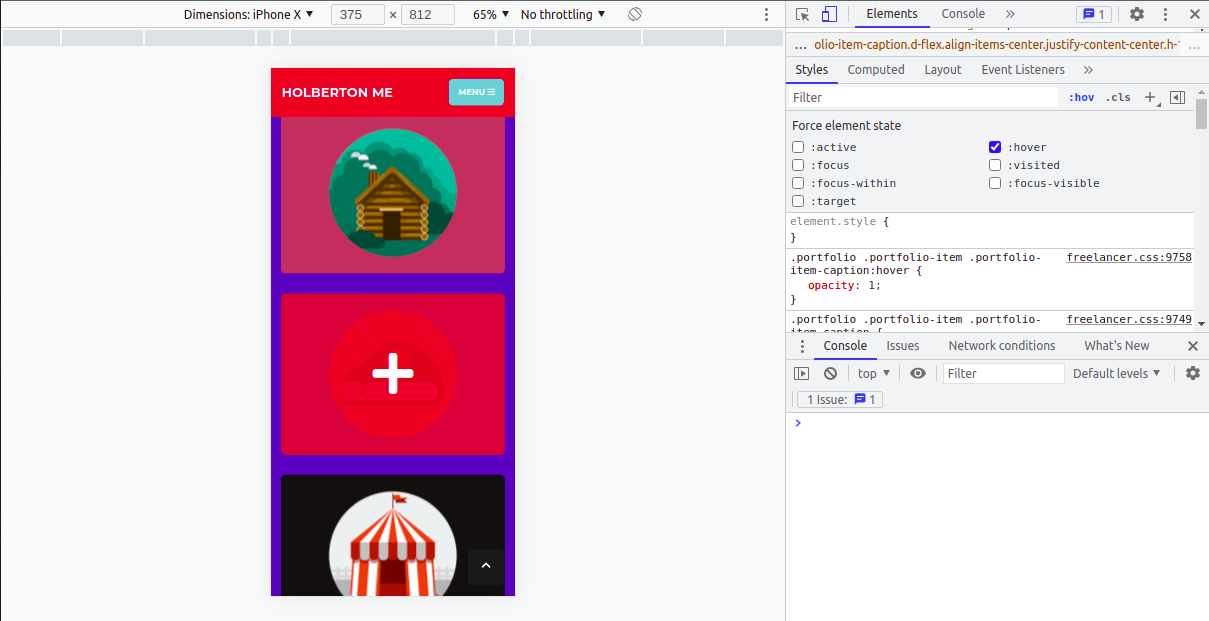 Dimensions: iPhone X ▼ 375 × 812 65% ▼ No throttling ▼
Elements Console » 1
... olio-item-caption.d-flex.align-items-center.justify-content-center.h- ...
Styles Computed Layout Event Listeners »
Filter :hov .cls
Force element state
:active :hover
:focus :visited
:focus-within :focus-visible
:target
element.style {
}
.portfolio .portfolio-item .portfolio- freelancer.css:9758
item-caption:hover {
opacity: 1;
}
.portfolio .portfolio-item .portfolio- freelancer.css:9749
item-caption {
Console Issues Network conditions What's New
top ▼ Filter Default levels ▼
1 Issue: 1
HOLBERTON ME MENU